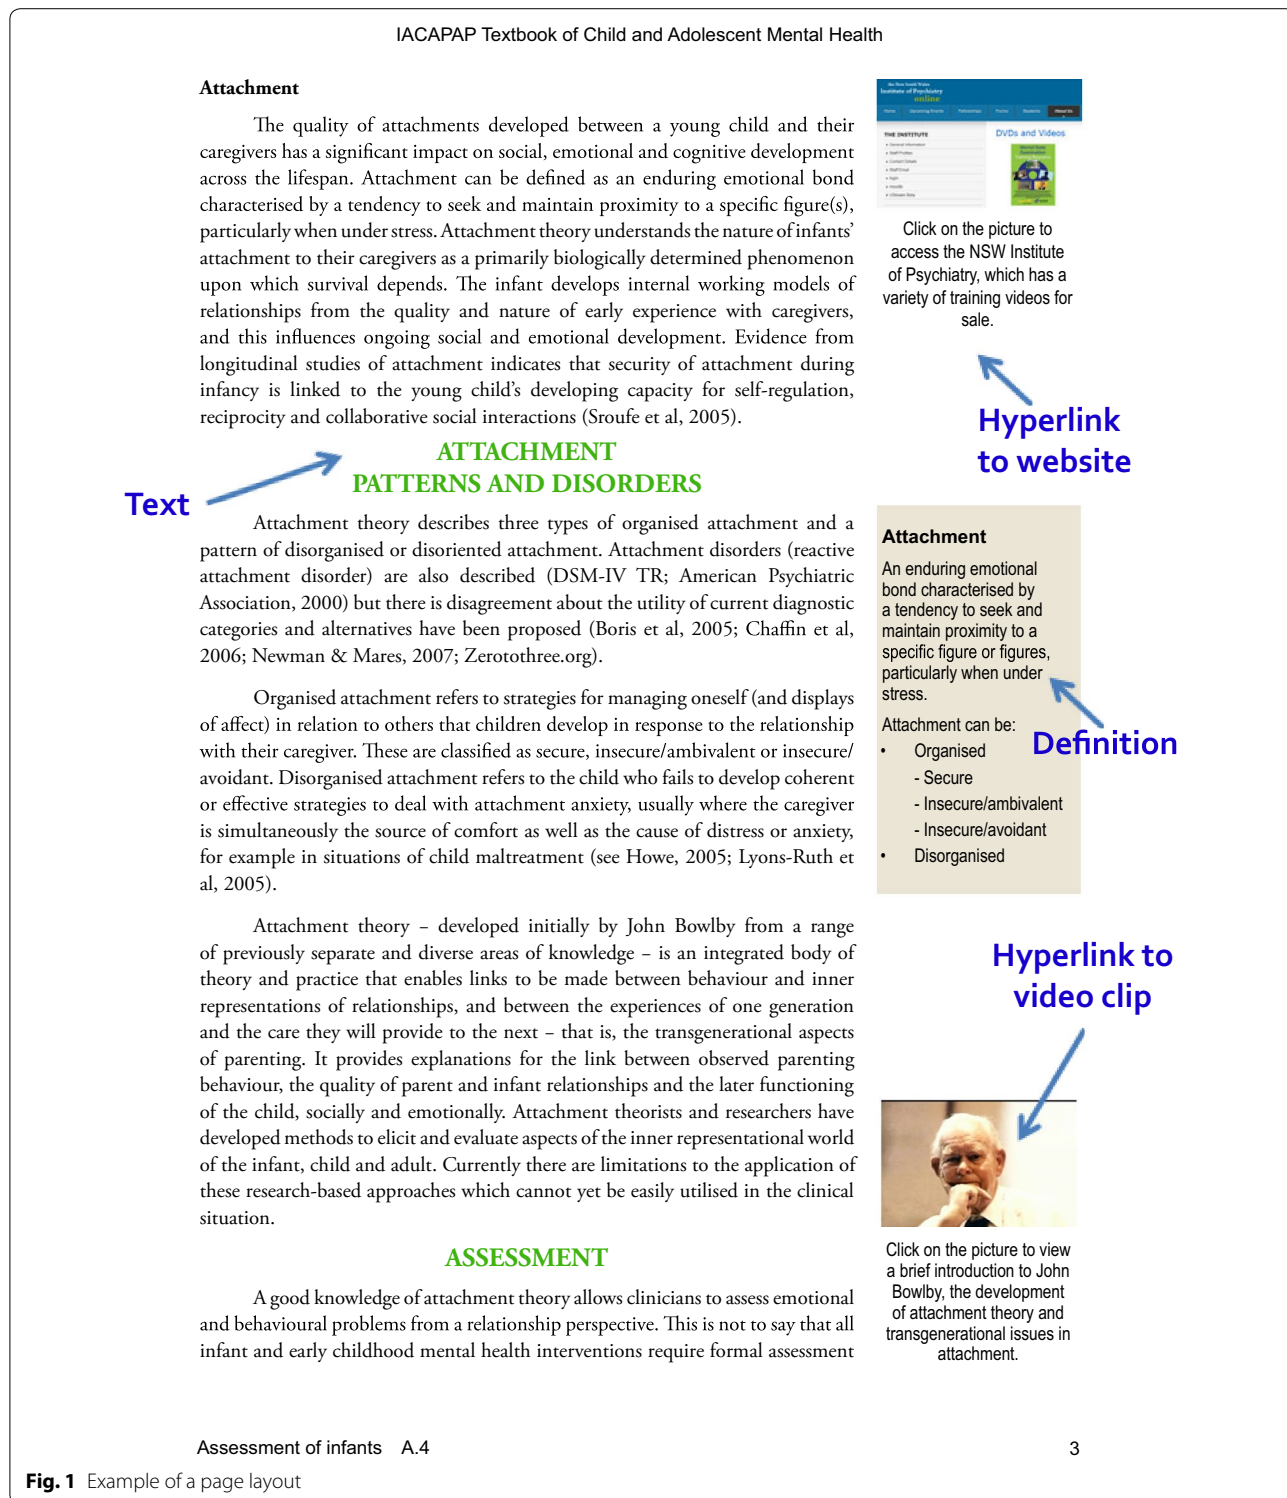 IACAPAP Textbook of Child and Adolescent Mental Health
Attachment
The quality of attachments developed between a young child and their
caregivers has a significant impact on social, emotional and cognitive development
across the lifespan. Attachment can be defined as an enduring emotional bond
characterised by a tendency to seek and maintain proximity to a specific figure(s),
particularly when under stress. Attachment theory understands the nature of infants’
attachment to their caregivers as a primarily biologically determined phenomenon
upon which survival depends. The infant develops internal working models of
relationships from the quality and nature of early experience with caregivers,
and this influences ongoing social and emotional development. Evidence from
longitudinal studies of attachment indicates that security of attachment during
infancy is linked to the young child’s developing capacity for self-regulation,
reciprocity and collaborative social interactions (Sroufe et al, 2005).
ATTACHMENT
PATTERNS AND DISORDERS
Text
Attachment theory describes three types of organised attachment and a
pattern of disorganised or disoriented attachment. Attachment disorders (reactive
attachment disorder) are also described (DSM-IV TR; American Psychiatric
Association, 2000) but there is disagreement about the utility of current diagnostic
categories and alternatives have been proposed (Boris et al, 2005; Chaffin et al,
2006; Newman & Mares, 2007; Zerotothree.org).
Organised attachment refers to strategies for managing oneself (and displays
of affect) in relation to others that children develop in response to the relationship
with their caregiver. These are classified as secure, insecure/ambivalent or insecure/
avoidant. Disorganised attachment refers to the child who fails to develop coherent
or effective strategies to deal with attachment anxiety, usually where the caregiver
is simultaneously the source of comfort as well as the cause of distress or anxiety,
for example in situations of child maltreatment (see Howe, 2005; Lyons-Ruth et
al, 2005).
Attachment theory – developed initially by John Bowlby from a range
of previously separate and diverse areas of knowledge – is an integrated body of
theory and practice that enables links to be made between behaviour and inner
representations of relationships, and between the experiences of one generation
and the care they will provide to the next – that is, the transgenerational aspects
of parenting. It provides explanations for the link between observed parenting
behaviour, the quality of parent and infant relationships and the later functioning
of the child, socially and emotionally. Attachment theorists and researchers have
developed methods to elicit and evaluate aspects of the inner representational world
of the infant, child and adult. Currently there are limitations to the application of
these research-based approaches which cannot yet be easily utilised in the clinical
situation.
ASSESSMENT
A good knowledge of attachment theory allows clinicians to assess emotional
and behavioural problems from a relationship perspective. This is not to say that all
infant and early childhood mental health interventions require formal assessment
Institute of Psychiatry
online
THE INSTITUTE
DVDs and Videos
Click on the picture to
access the NSW Institute
of Psychiatry, which has a
variety of training videos for
sale.
Hyperlink
to website
Attachment
An enduring emotional
bond characterised by
a tendency to seek and
maintain proximity to a
specific figure or figures,
particularly when under
stress.
Attachment can be:
• Organised
- Secure
- Insecure/ambivalent
- Insecure/avoidant
• Disorganised
Definition
Hyperlink to
video clip
Click on the picture to view
a brief introduction to John
Bowlby, the development
of attachment theory and
transgenerational issues in
attachment.
Assessment of infants A.4
3
Fig. 1 Example of a page layout